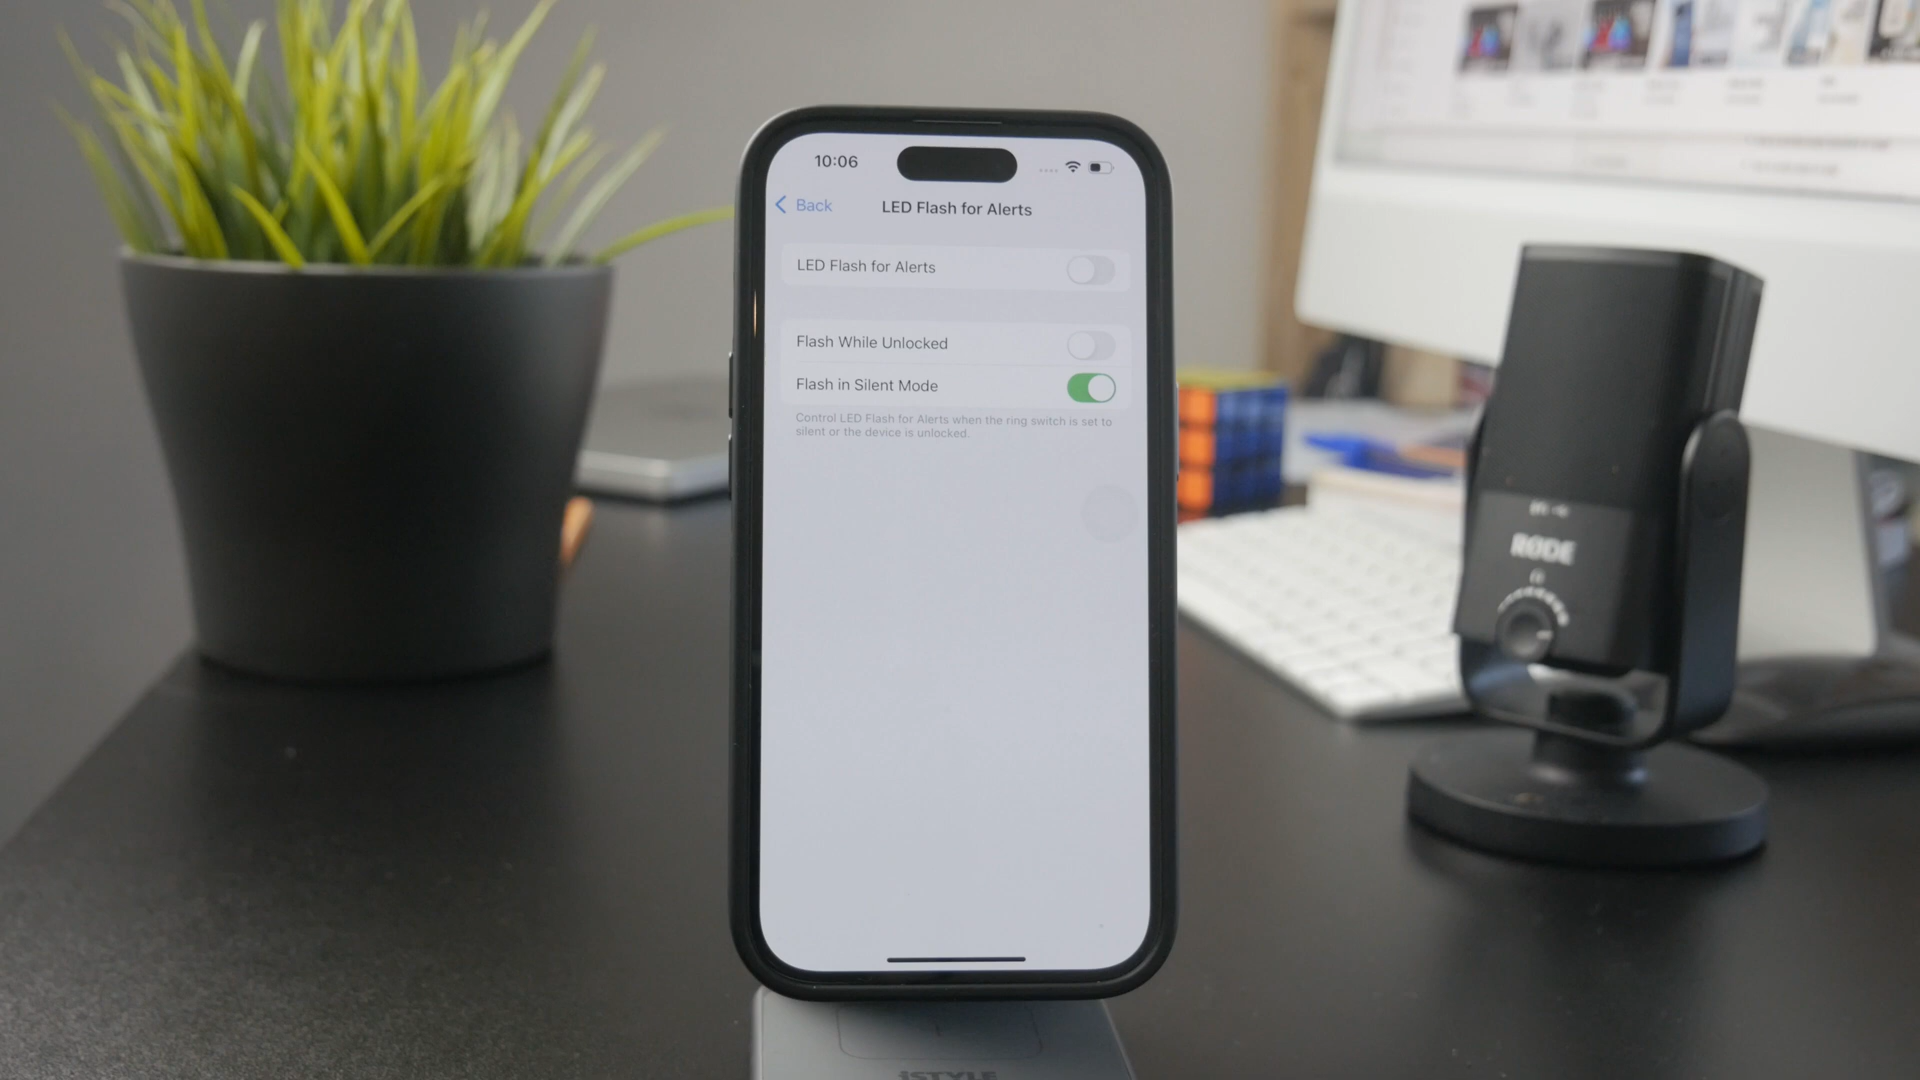 10:06
Back
LED Flash for Alerts
LED Flash for Alerts
Flash While Unlocked
Flash in Silent Mode
Control LED Flash for Alerts when the ring switch is set to
silent or the device is unlocked.
RØDE
iSTYLE